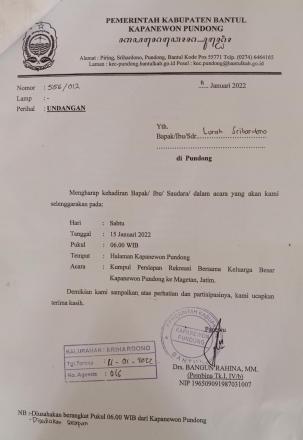 PEMERINTAH KABUPATEN BANTUL
KAPANEWON PUNDONG
Alamat : Piring, Srihardono, Pundong, Bantul Kode Pos 55771 Telp. (0274) 6464165
Laman : kec-pundong.bantulkab.go.id Posel : kec.pundong@bantulkab.go.id
Januari 2022
Nomor : 005/012
Lamp : -
Perihal : UNDANGAN
Yth.
Bapak/Ibu/Sdr. Lurah Srihardono
di Pundong
Mengharap kehadiran Bapak/ Ibu/ Saudara/ dalam acara yang akan kami
selenggarakan pada:
Hari : Sabtu
Tanggal : 15 Januari 2022
Pukul : 06.00 WIB
Tempat : Halaman Kapanewon Pundong
Acara : Kumpul Persiapan Rekreasi Bersama Keluarga Besar
Kapanewon Pundong ke Magetan, Jatim.
Demikian kami sampaikan atas perhatian dan partisipasinya, kami ucapkan
terima kasih.
KAPANEWON
PUNDONG
BANTUL
KALURAHAN SRIHARDONO
Tgl Terima : 11 - 01 - 2022
No. Agenda : 016
Drs. BANGUN RAHINA, MM.
(Pembina Tk.I, IV/b)
NIP 196509091987031007
NB : - Diusahakan berangkat Pukul 06.00 WIB dari Kapanewon Pundong